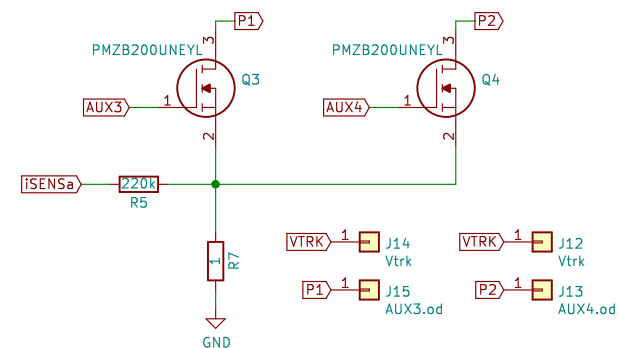 P1
P2
3
3
PMZB200UNEYL
PMZB200UNEYL
Q3
Q4
AUX3
1
AUX4
1
2
2
iSENSa
220k
R5
VTRK
1
J14
Vtrk
VTRK
1
J12
Vtrk
1
R7
P1
1
J15
AUX3.od
P2
1
J13
AUX4.od
GND